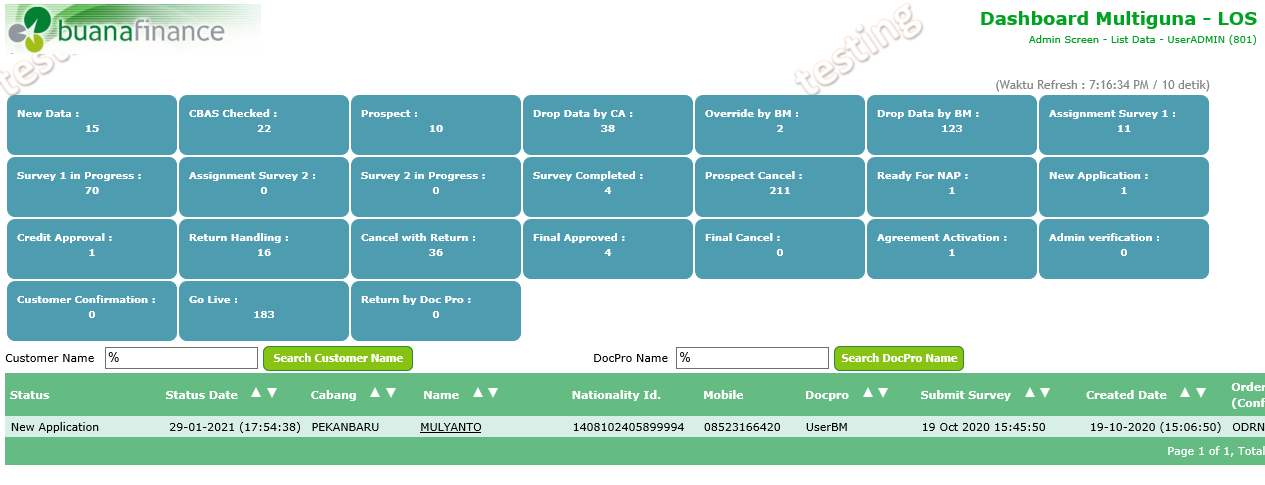 buanafinance
testing
testing
Dashboard Multiguna - LOS
Admin Screen - List Data - UserADMIN (801)
(Waktu Refresh : 7:16:34 PM / 10 detik)
New Data : CBAS Checked : Prospect : Drop Data by CA : Override by BM : Drop Data by BM : Assignment Survey 1 :
15 22 10 38 2 123 11
Survey 1 in Progress : Assignment Survey 2 : Survey 2 in Progress : Survey Completed : Prospect Cancel : Ready For NAP : New Application :
70 0 0 4 211 1 1
Credit Approval : Return Handling : Cancel with Return : Final Approved : Final Cancel : Agreement Activation : Admin verification :
1 16 36 4 0 1 0
Customer Confirmation : Go Live : Return by Doc Pro :
0 183 0
Customer Name % Search Customer Name DocPro Name % Search DocPro Name
Status Status Date ▲▼ Cabang ▲▼ Name ▲▼ Nationality Id. Mobile Docpro ▲▼ Submit Survey ▲▼ Created Date ▲▼ Order
(Conf
New Application 29-01-2021 (17:54:38) PEKANBARU MULYANTO 1408102405899994 08523166420 UserBM 19 Oct 2020 15:45:50 19-10-2020 (15:06:50) ODRN
Page 1 of 1, Total